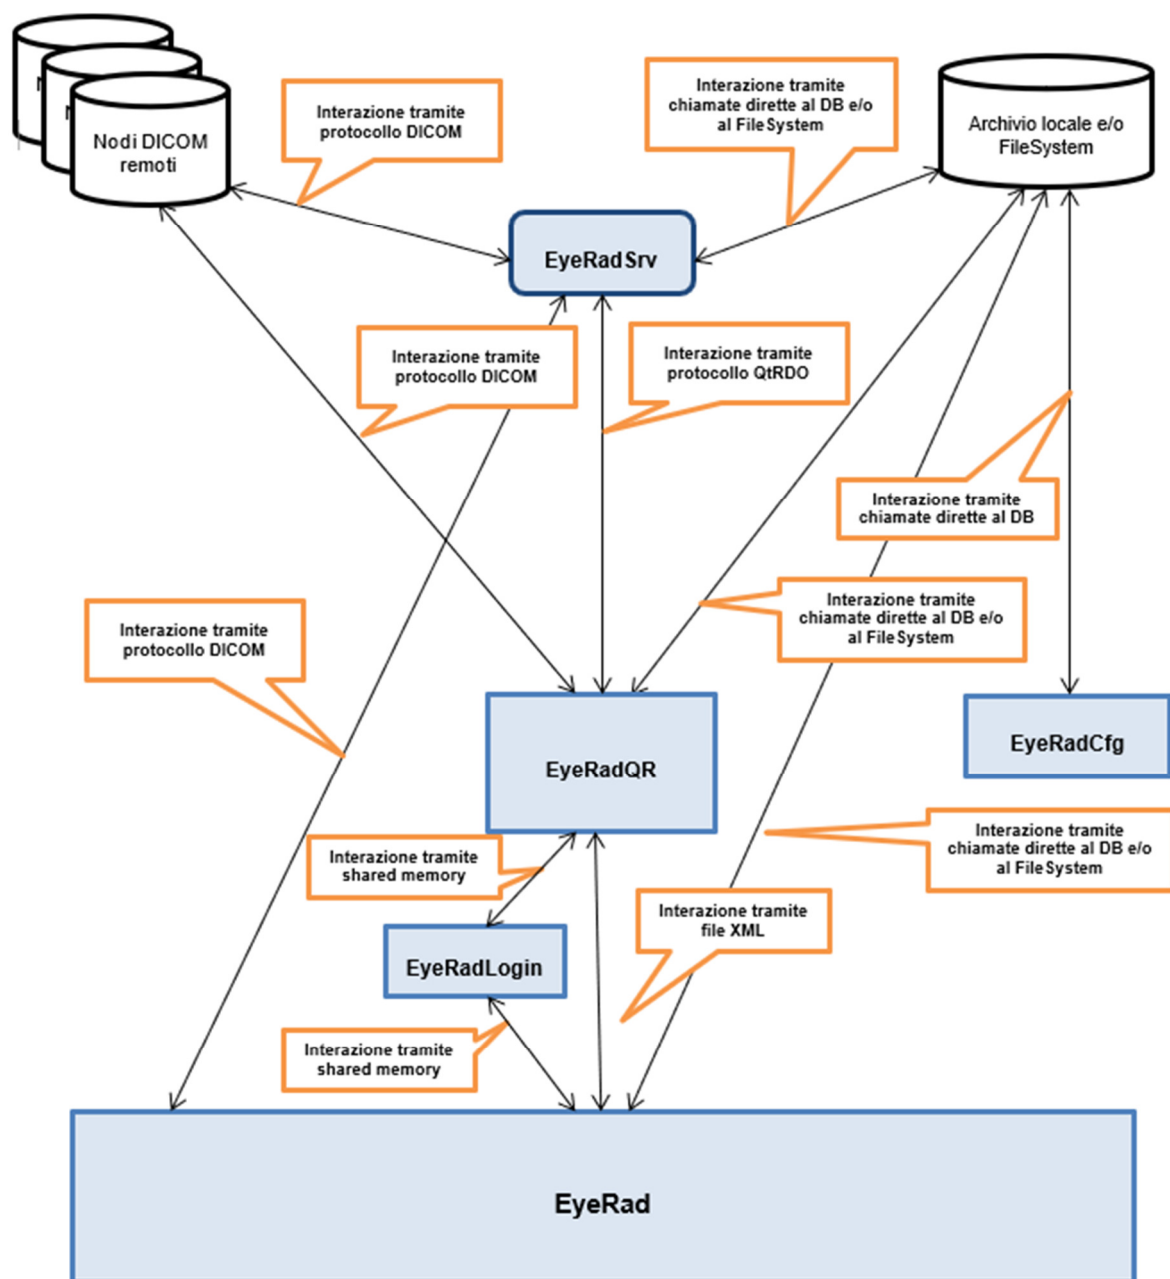 Nodi DICOM
remoti
Interazione tramite
protocollo DICOM
Interazione tramite
chiamate dirette al DB e/o
al FileSystem
Archivio locale e/o
FileSystem
EyeRadSrv
Interazione tramite
protocollo DICOM
Interazione tramite
protocollo QtRDO
Interazione tramite
chiamate dirette al DB
Interazione tramite
chiamate dirette al DB e/o
al FileSystem
Interazione tramite
protocollo DICOM
EyeRadQR
EyeRadCfg
Interazione tramite
chiamate dirette al DB e/o
al FileSystem
Interazione tramite
shared memory
Interazione tramite
file XML
EyeRadLogin
Interazione tramite
shared memory
EyeRad